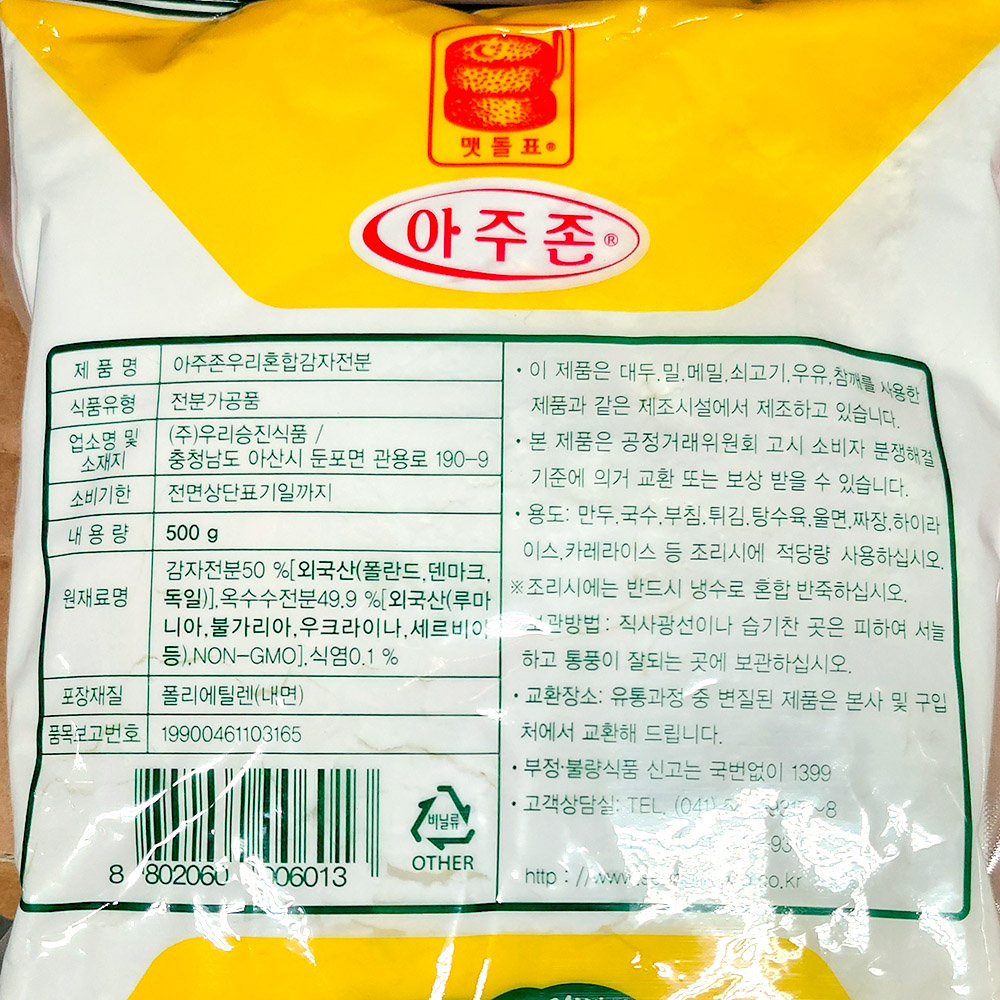 맷돌표®
아주존®
제 품 명 아주존우리혼합감자전분
식품유형 전분가공품
업소명 및 소재지 (주)우리승진식품 /
충청남도 아산시 둔포면 관용로 190-9
소비기한 전면상단표기일까지
내 용 량 500 g
원재료명 감자전분50 %[외국산(폴란드,덴마크,
독일)],옥수수전분49.9 %[외국산(루마
니아,불가리아,우크라이나,세르비아
등),NON-GMO],식염0.1 %
포장재질 폴리에틸렌(내면)
품목보고번호 19900461103165
8 802060 006013
비닐류
OTHER
· 이 제품은 대두,밀,메밀,쇠고기,우유,참깨를 사용한
제품과 같은 제조시설에서 제조하고 있습니다.
· 본 제품은 공정거래위원회 고시 소비자 분쟁해결
기준에 의거 교환 또는 보상 받을 수 있습니다.
· 용도: 만두,국수,부침,튀김,탕수육,울면,짜장,하이라
이스,카레라이스 등 조리시에 적당량 사용하십시오.
※조리시에는 반드시 냉수로 혼합 반죽하십시오.
보관방법 : 직사광선이나 습기찬 곳은 피하여 서늘
하고 통풍이 잘되는 곳에 보관하십시오.
· 교환장소: 유통과정 중 변질된 제품은 본사 및 구입
처에서 교환해 드립니다.
· 부정·불량식품 신고는 국번없이 1399
· 고객상담실: TEL. (041)
http : //www.